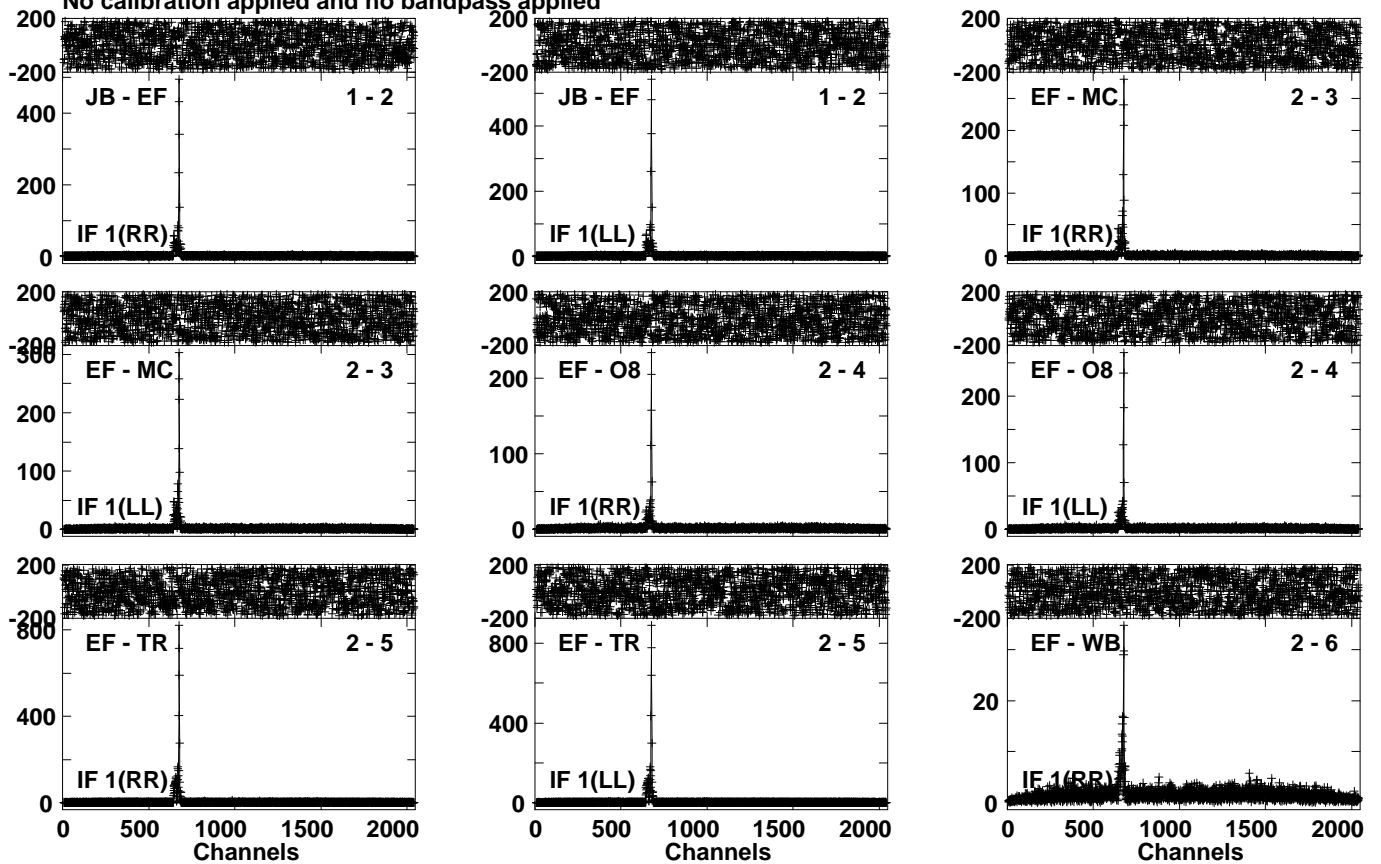 No calibration applied and no bandpass applied
200 200 200
-200 -200 -200
JB - EF 1 - 2 JB - EF 1 - 2 EF - MC 2 - 3
400 400 200
200 200 100
IF 1(RR) IF 1(LL) IF 1(RR)
0 0 0
200 200 200
-200 -200 -200
300
EF - MC 2 - 3 EF - O8 2 - 4 EF - O8 2 - 4
200 200 200
100 100 100
IF 1(LL) IF 1(RR) IF 1(LL)
0 0 0
200 200 200
-200 -200 -200
800 800
EF - TR 2 - 5 EF - TR 2 - 5 EF - WB 2 - 6
400 400 20
IF 1(RR) IF 1(LL) IF 1(RR)
0 0 0
0 500 1000 1500 2000 0 500 1000 1500 2000 0 500 1000 1500 2000
Channels Channels Channels